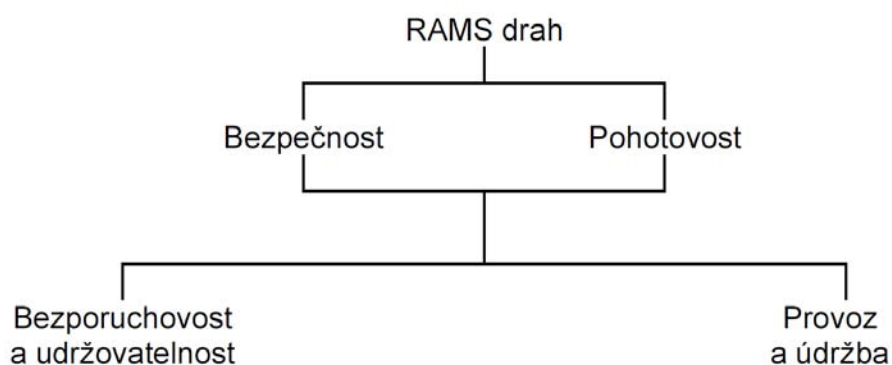 RAMS drah
Bezpečnost
Pohotovost
Bezporuchovost
a udržovatelnost
Provoz
a údržba